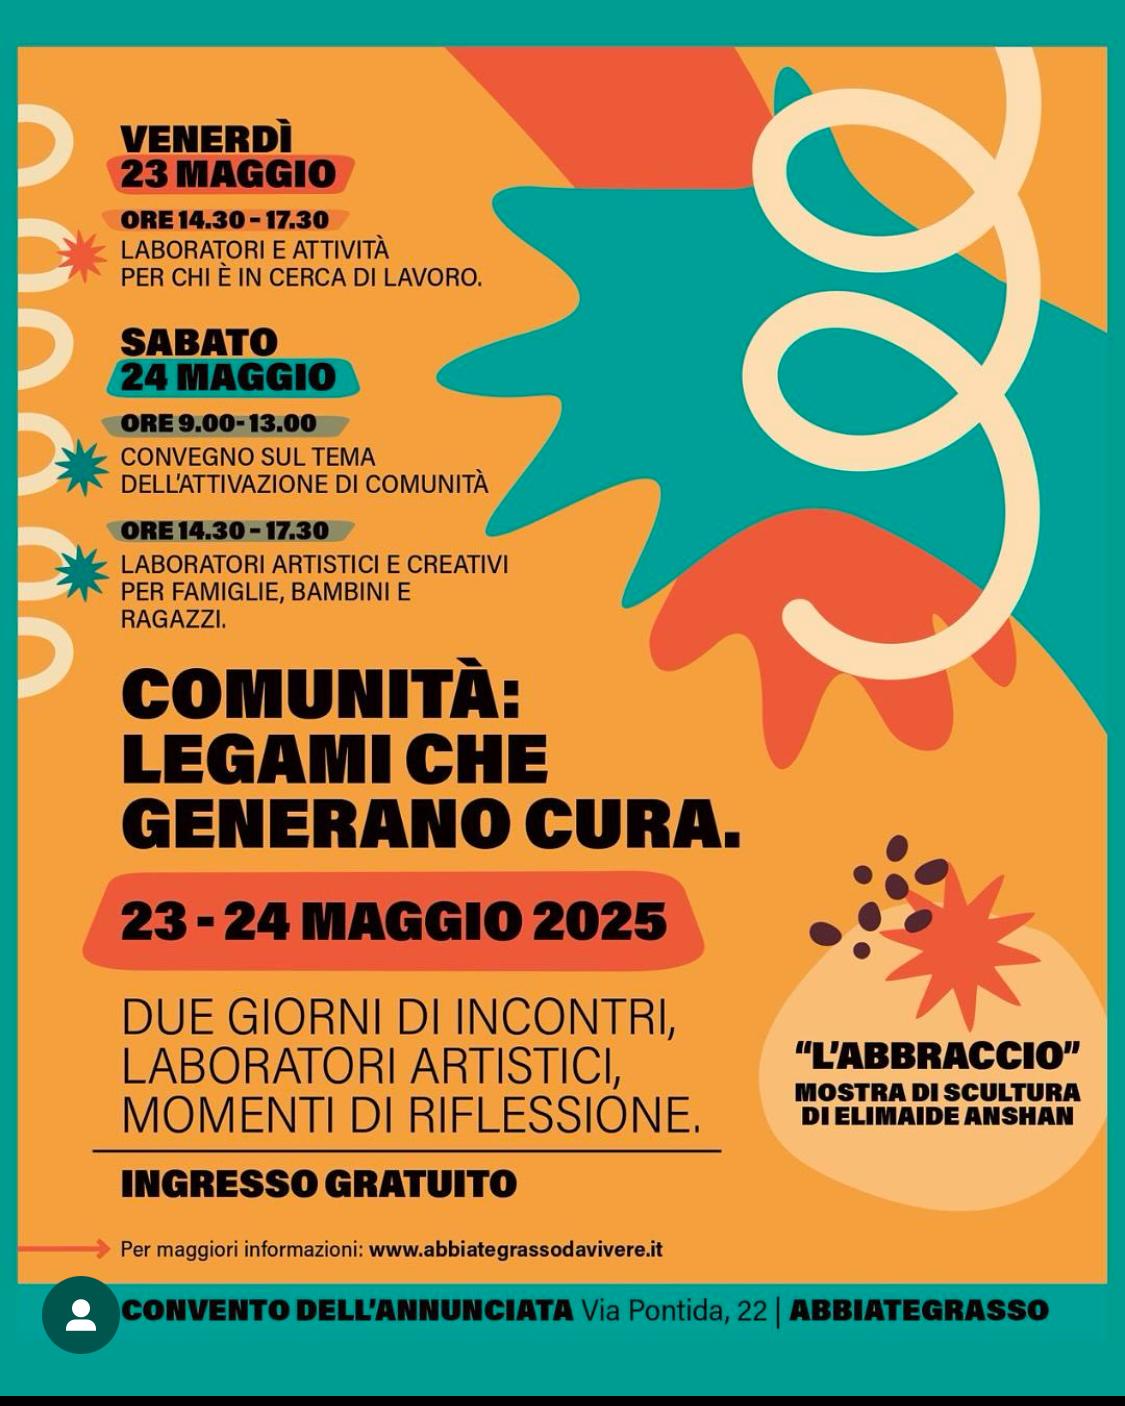 VENERDÌ
23 MAGGIO
ORE 14.30 - 17.30
LABORATORI E ATTIVITÀ
PER CHI È IN CERCA DI LAVORO.
SABATO
24 MAGGIO
ORE 9.00- 13.00
CONVEGNO SUL TEMA
DELL'ATTIVAZIONE DI COMUNITÀ
ORE 14.30 - 17.30
LABORATORI ARTISTICI E CREATIVI
PER FAMIGLIE, BAMBINI E
RAGAZZI.
COMUNITÀ:
LEGAMI CHE
GENERANO CURA.
23 - 24 MAGGIO 2025
DUE GIORNI DI INCONTRI,
LABORATORI ARTISTICI,
MOMENTI DI RIFLESSIONE.
INGRESSO GRATUITO
"L'ABBRACCIO"
MOSTRA DI SCULTURA
DI ELIMAIDE ANSHAN
Per maggiori informazioni: www.abbiategrassodavivere.it
CONVENTO DELL'ANNUNCIATA Via Pontida, 22 | ABBIATEGRASSO